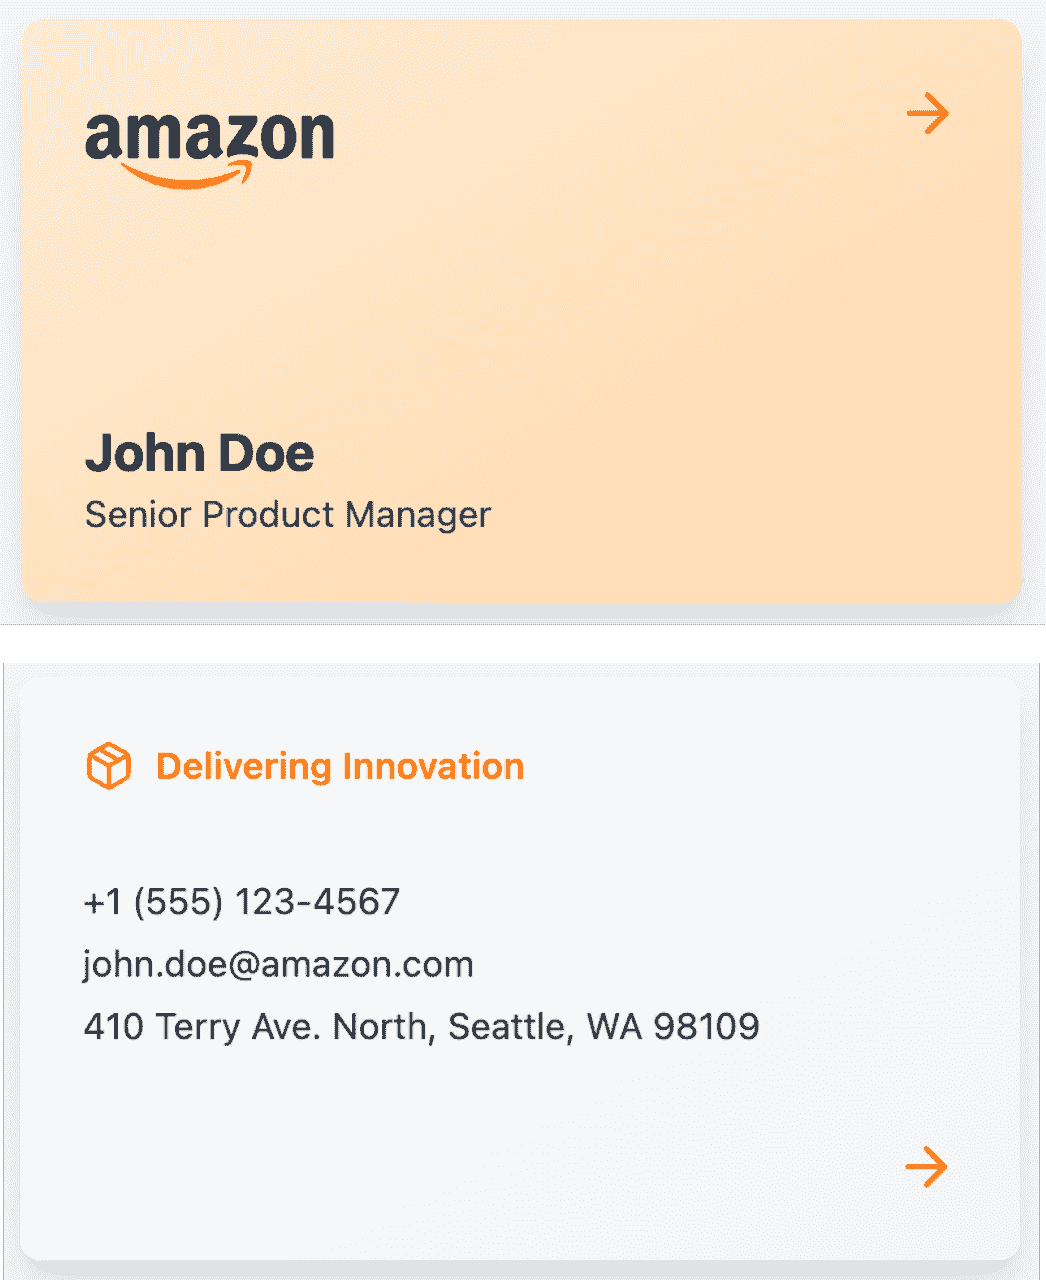 amazon
John Doe
Senior Product Manager
Delivering Innovation
+1 (555) 123-4567
john.doe@amazon.com
410 Terry Ave. North, Seattle, WA 98109